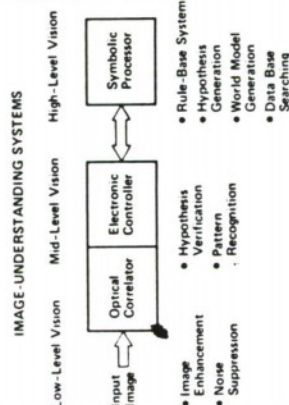 IMAGE-UNDERSTANDING SYSTEMS
Low-Level Vision
Mid-Level Vision
High-Level Vision
Input
Image
Optical
Correlator
Electronic
Controller
Symbolic
Processor
• Image
Enhancement
• Noise
Suppression
• Hypothesis
Verification
• Pattern
Recognition
• Rule-Base System
• Hypothesis
Generation
• World Model
Generation
• Data Base
Searching